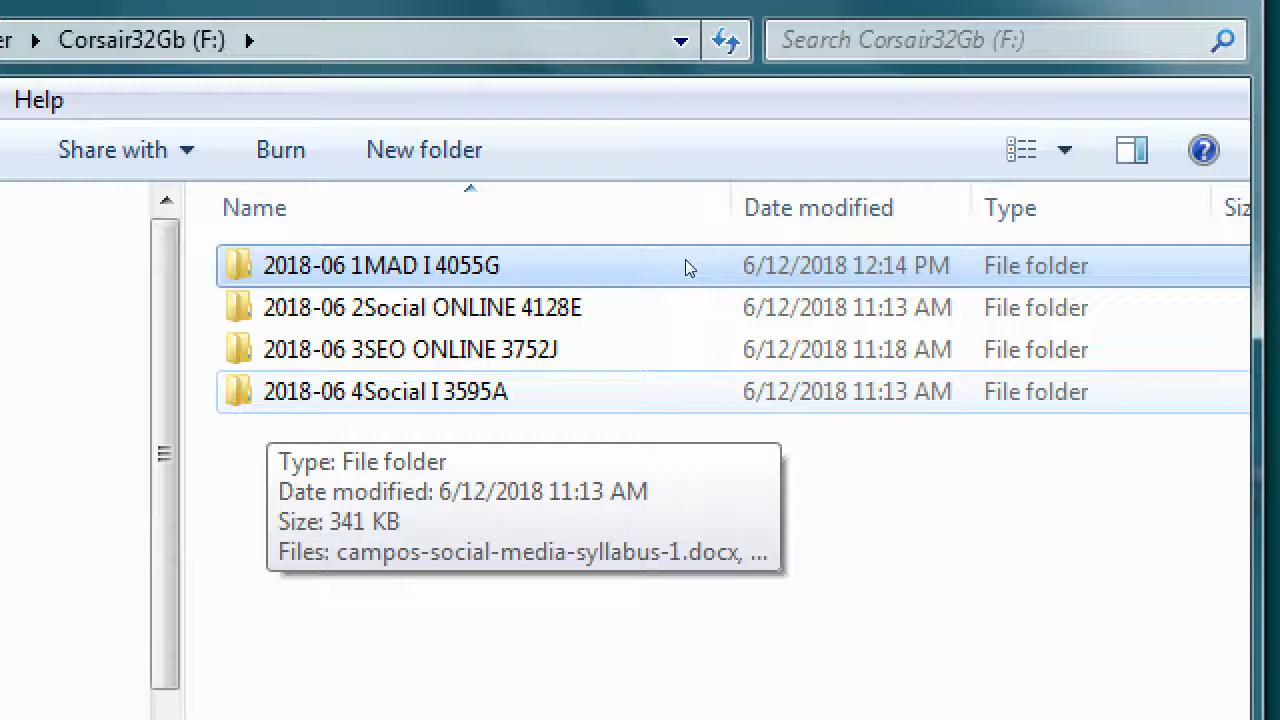 er ▸ Corsair32Gb (F:) ▸
Search Corsair32Gb (F:)
Help
Share with Burn New folder
Name Date modified Type Siz
2018-06 1MAD I 4055G 6/12/2018 12:14 PM File folder
2018-06 2Social ONLINE 4128E 6/12/2018 11:13 AM File folder
2018-06 3SEO ONLINE 3752J 6/12/2018 11:18 AM File folder
2018-06 4Social I 3595A 6/12/2018 11:13 AM File folder
Type: File folder
Date modified: 6/12/2018 11:13 AM
Size: 341 KB
Files: campos-social-media-syllabus-1.docx, ...